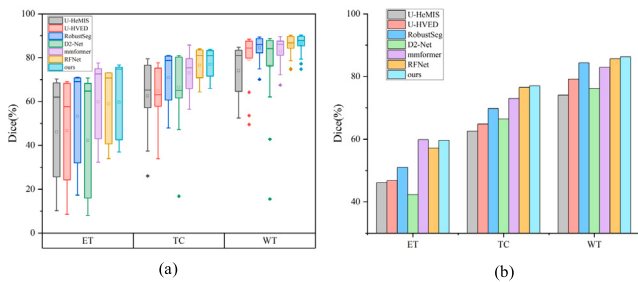 U-HeMIS
U-HVED
RobustSeg
D2-Net
mmformer
RFNet
ours
100
80
60
40
20
0
Dice(%)
ET TC WT
(a)
U-HeMIS
U-HVED
RobustSeg
D2-Net
mmformer
RFNet
ours
100
80
60
40
Dice(%)
ET TC WT
(b)